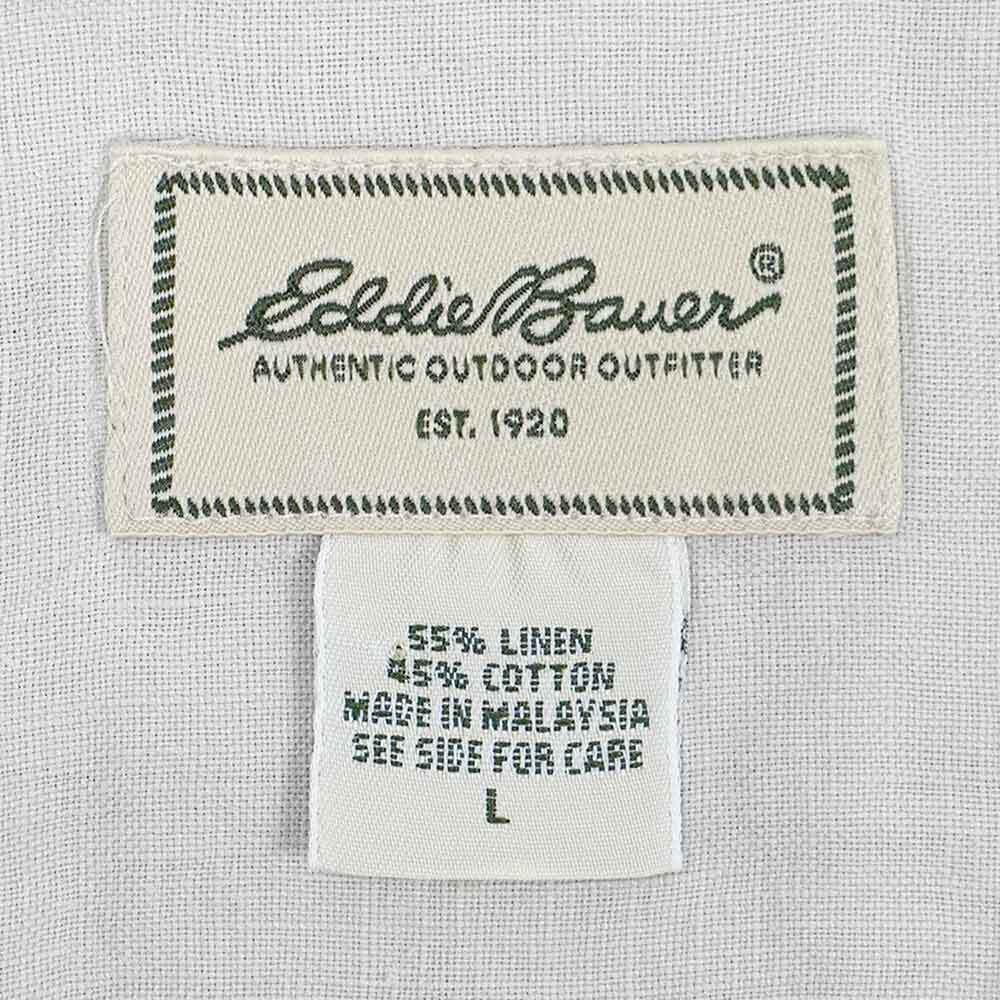 Eddie Bauer®
AUTHENTIC OUTDOOR OUTFITTER
EST. 1920
55% LINEN
45% COTTON
MADE IN MALAYSIA
SEE SIDE FOR CARE
L